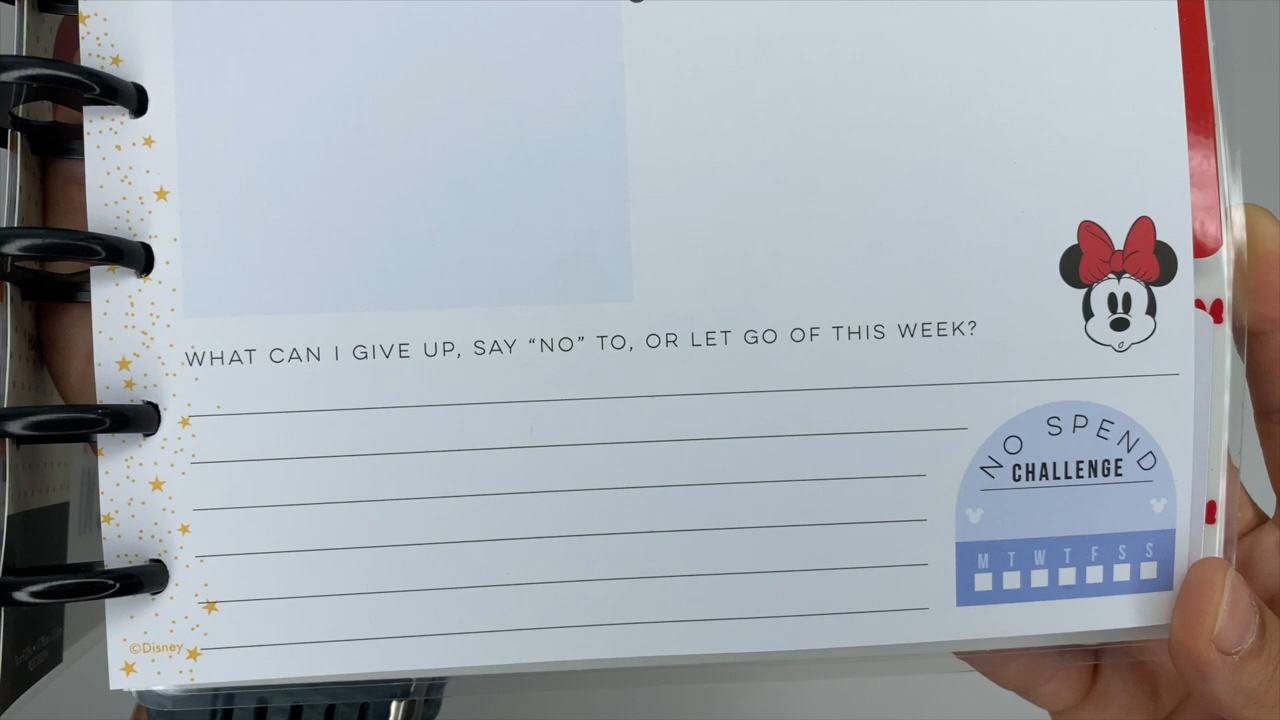 WHAT CAN I GIVE UP, SAY “NO” TO, OR LET GO OF THIS WEEK?
NO SPEND
CHALLENGE
M T W T F S S
©Disney